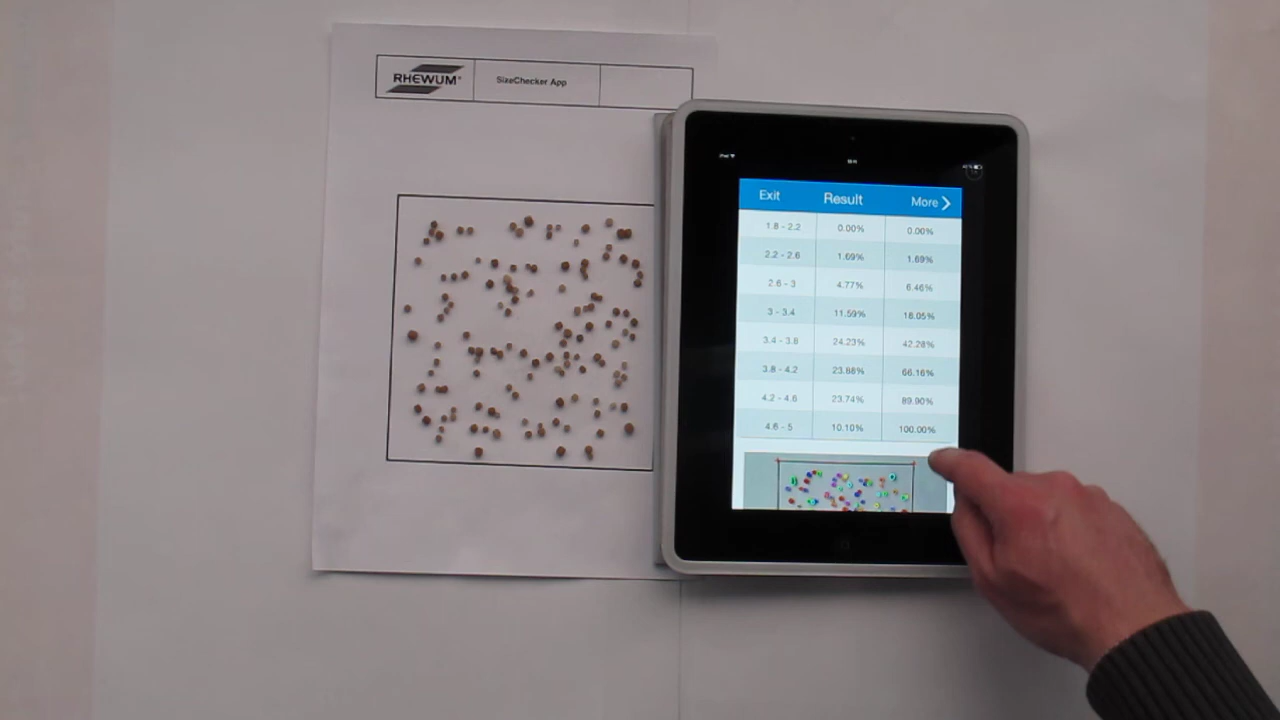 RHEWUM®
SizeChecker App
iPad
Exit Result More
1.8 - 2.2 0.00% 0.00%
2.2 - 2.6 1.69% 1.69%
2.6 - 3 4.77% 6.46%
3 - 3.4 11.59% 18.05%
3.4 - 3.8 24.23% 42.28%
3.8 - 4.2 23.88% 66.16%
4.2 - 4.6 23.74% 89.90%
4.6 - 5 10.10% 100.00%